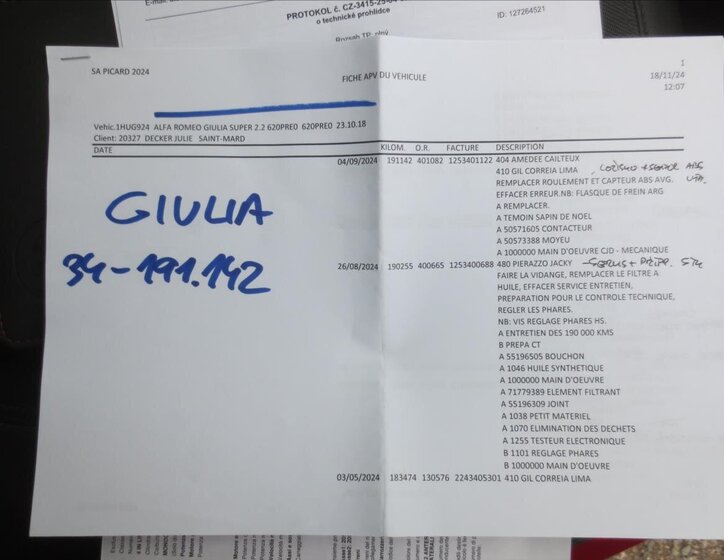 PROTOKOL č. CZ-3415-25-04
o technické prohlídce
ID: 127264521
Rozsah TP: plný
1
SA PICARD 2024
FICHE APV DU VEHICULE
18/11/24
12:07
Vehic.1HUG924 ALFA ROMEO GIULIA SUPER 2.2 620PRE0 620PRE0 23.10.18
Client: 20327 DECKER JULIE SAINT-MARD
DATE KILOM. O.R. FACTURE DESCRIPTION
04/09/2024 191142 401082 1253401122 404 AMEDEE CAILTEUX
410 GIL CORREIA LIMA ABS
REMPLACER ROULEMENT ET CAPTEUR ABS AVG.
EFFACER ERREUR.NB: FLASQUE DE FREIN ARG
A REMPLACER.
A TEMOIN SAPIN DE NOEL
A 50571605 CONTACTEUR
A 50573388 MOYEU
A 1000000 MAIN D'OEUVRE CJD - MECANIQUE
26/08/2024 190255 400665 1253400688 480 PIERAZZO JACKY
FAIRE LA VIDANGE, REMPLACER LE FILTRE A
HUILE, EFFACER SERVICE ENTRETIEN,
PREPARATION POUR LE CONTROLE TECHNIQUE,
REGLER LES PHARES.
NB: VIS REGLAGE PHARES HS.
A ENTRETIEN DES 190 000 KMS
B PREPA CT
A 55196505 BOUCHON
A 1046 HUILE SYNTHETIQUE
A 1000000 MAIN D'OEUVRE
A 71779389 ELEMENT FILTRANT
A 55196309 JOINT
A 1038 PETIT MATERIEL
A 1070 ELIMINATION DES DECHETS
A 1255 TESTEUR ELECTRONIQUE
B 1101 REGLAGE PHARES
B 1000000 MAIN D'OEUVRE
03/05/2024 183474 130576 2243405301 410 GIL CORREIA LIMA
GIULIA
34-191.142